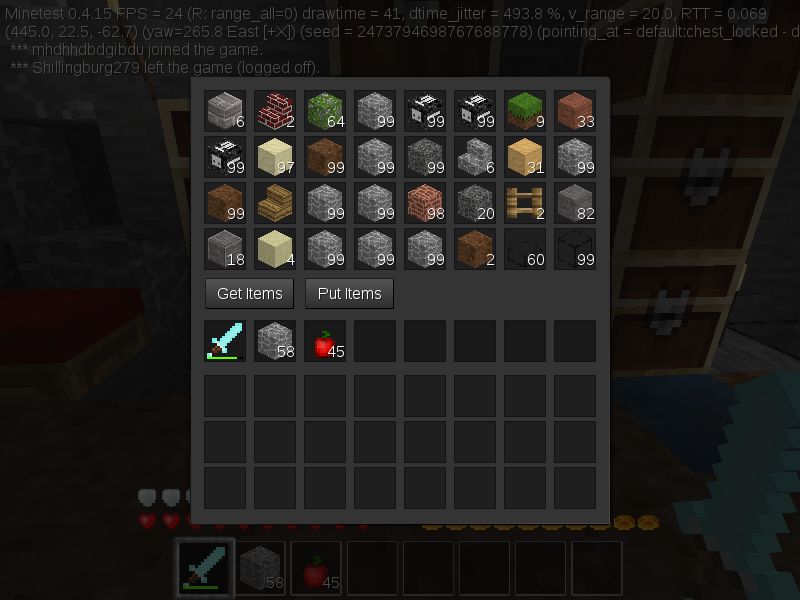 Minetest 0.4.15 FPS = 24 (R: range_all=0) drawtime = 41, dtime_jitter = 493.8 %, v_range = 20.0, RTT = 0.069
(445.0, 22.5, -62.7) (yaw=265.8 East [+X]) (seed = 2473794698767688778) (pointing_at = default:chest_locked - d
*** mhdhhdbdgibdu joined the game.
*** Shillingburg279 left the game (logged off).
6 2 64 99 99 99 9 33
99 97 99 99 99 6 31 99
99 99 99 98 20 2 82
18 4 99 99 99 2 60 99
Get Items Put Items
58 45
58 45